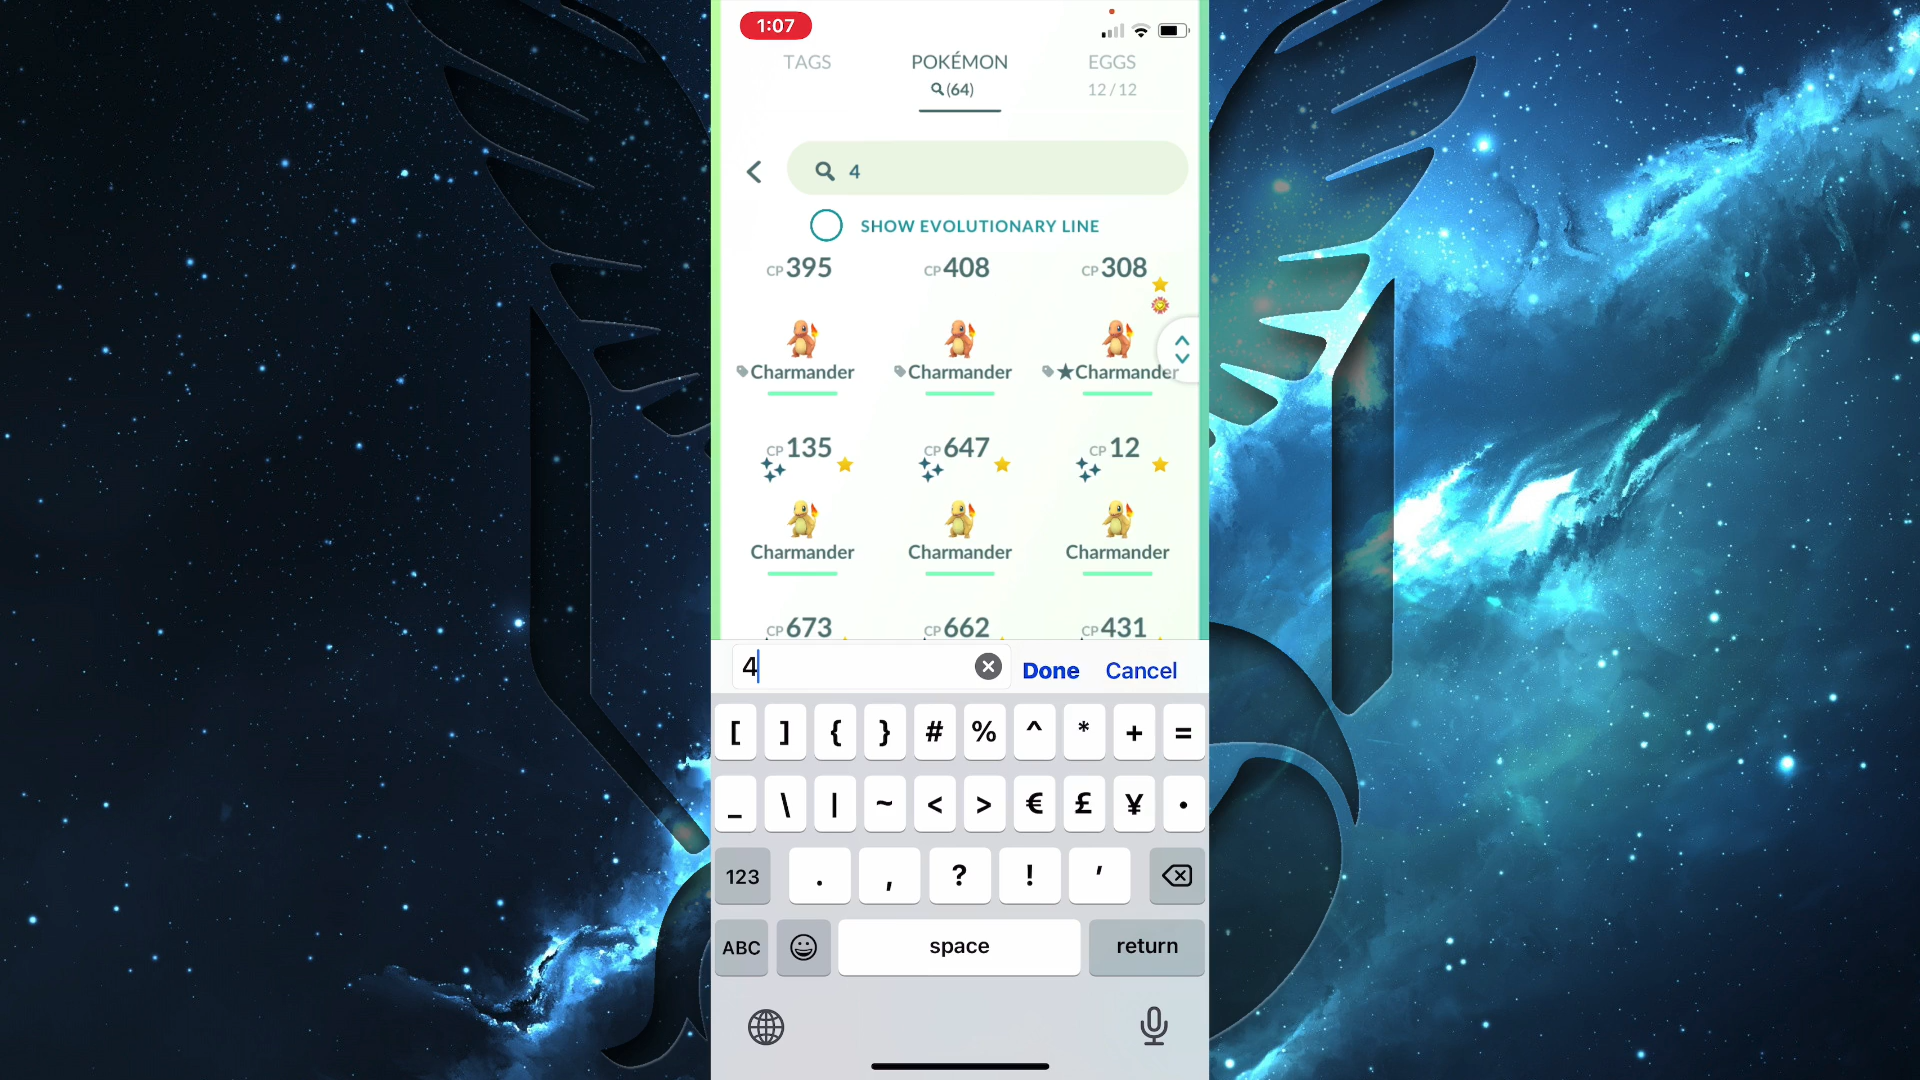 1:07
TAGS POKÉMON EGGS
(64) 12 / 12
4
SHOW EVOLUTIONARY LINE
CP395 CP408 CP308
Charmander Charmander Charmander
CP135 CP647 CP12
Charmander Charmander Charmander
CP673 CP662 CP431
4 Done Cancel
[ ] { } # % ^ * + =
_ \ | ~ < > € £ ¥ •
123 . , ? ! ’
ABC space return